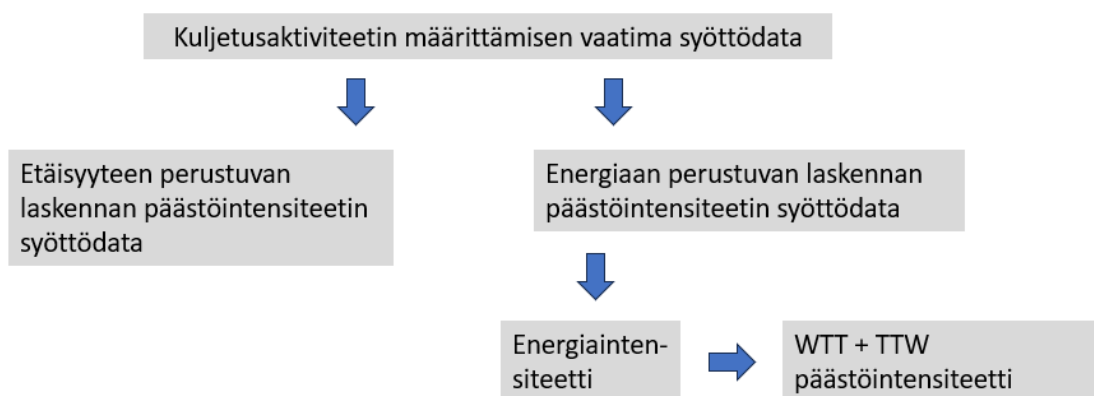 Kuljetusaktiviteetin määrittämisen vaatima syöttödata
Etäisyyteen perustuvan
laskennan päästöintensiteetin
syöttödata
Energiaan perustuvan laskennan
päästöintensiteetin syöttödata
Energiainten-
siteetti
WTT + TTW
päästöintensiteetti